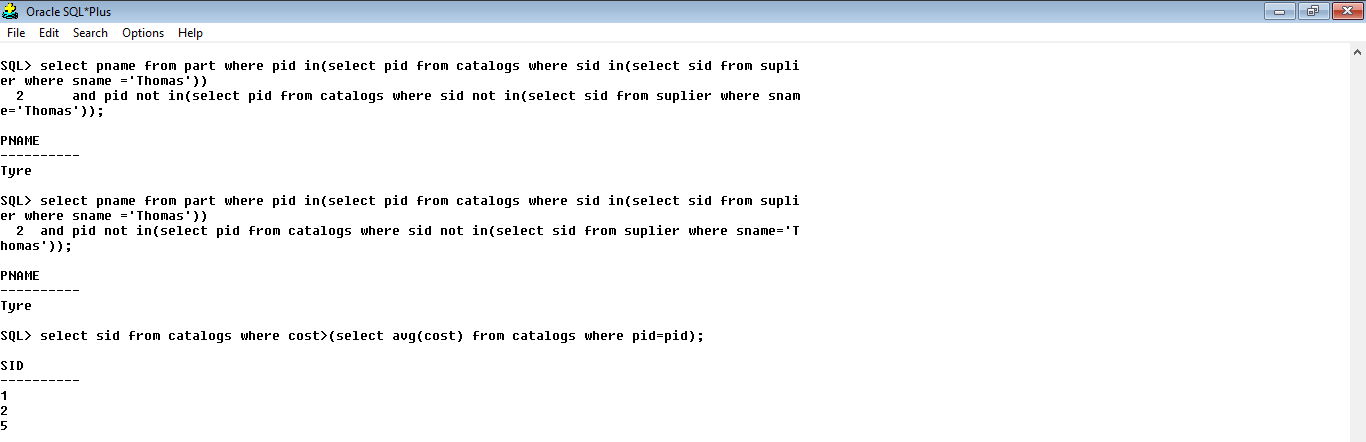 Oracle SQL*Plus
File Edit Search Options Help
SQL> select pname from part where pid in(select pid from catalogs where sid in(select sid from supli
er where sname ='Thomas'))
  2      and pid not in(select pid from catalogs where sid not in(select sid from suplier where snam
e='Thomas'));
PNAME
----------
Tyre
SQL> select pname from part where pid in(select pid from catalogs where sid in(select sid from supli
er where sname ='Thomas'))
  2  and pid not in(select pid from catalogs where sid not in(select sid from suplier where sname='T
homas'));
PNAME
----------
Tyre
SQL> select sid from catalogs where cost>(select avg(cost) from catalogs where pid=pid);
SID
----------
1
2
5